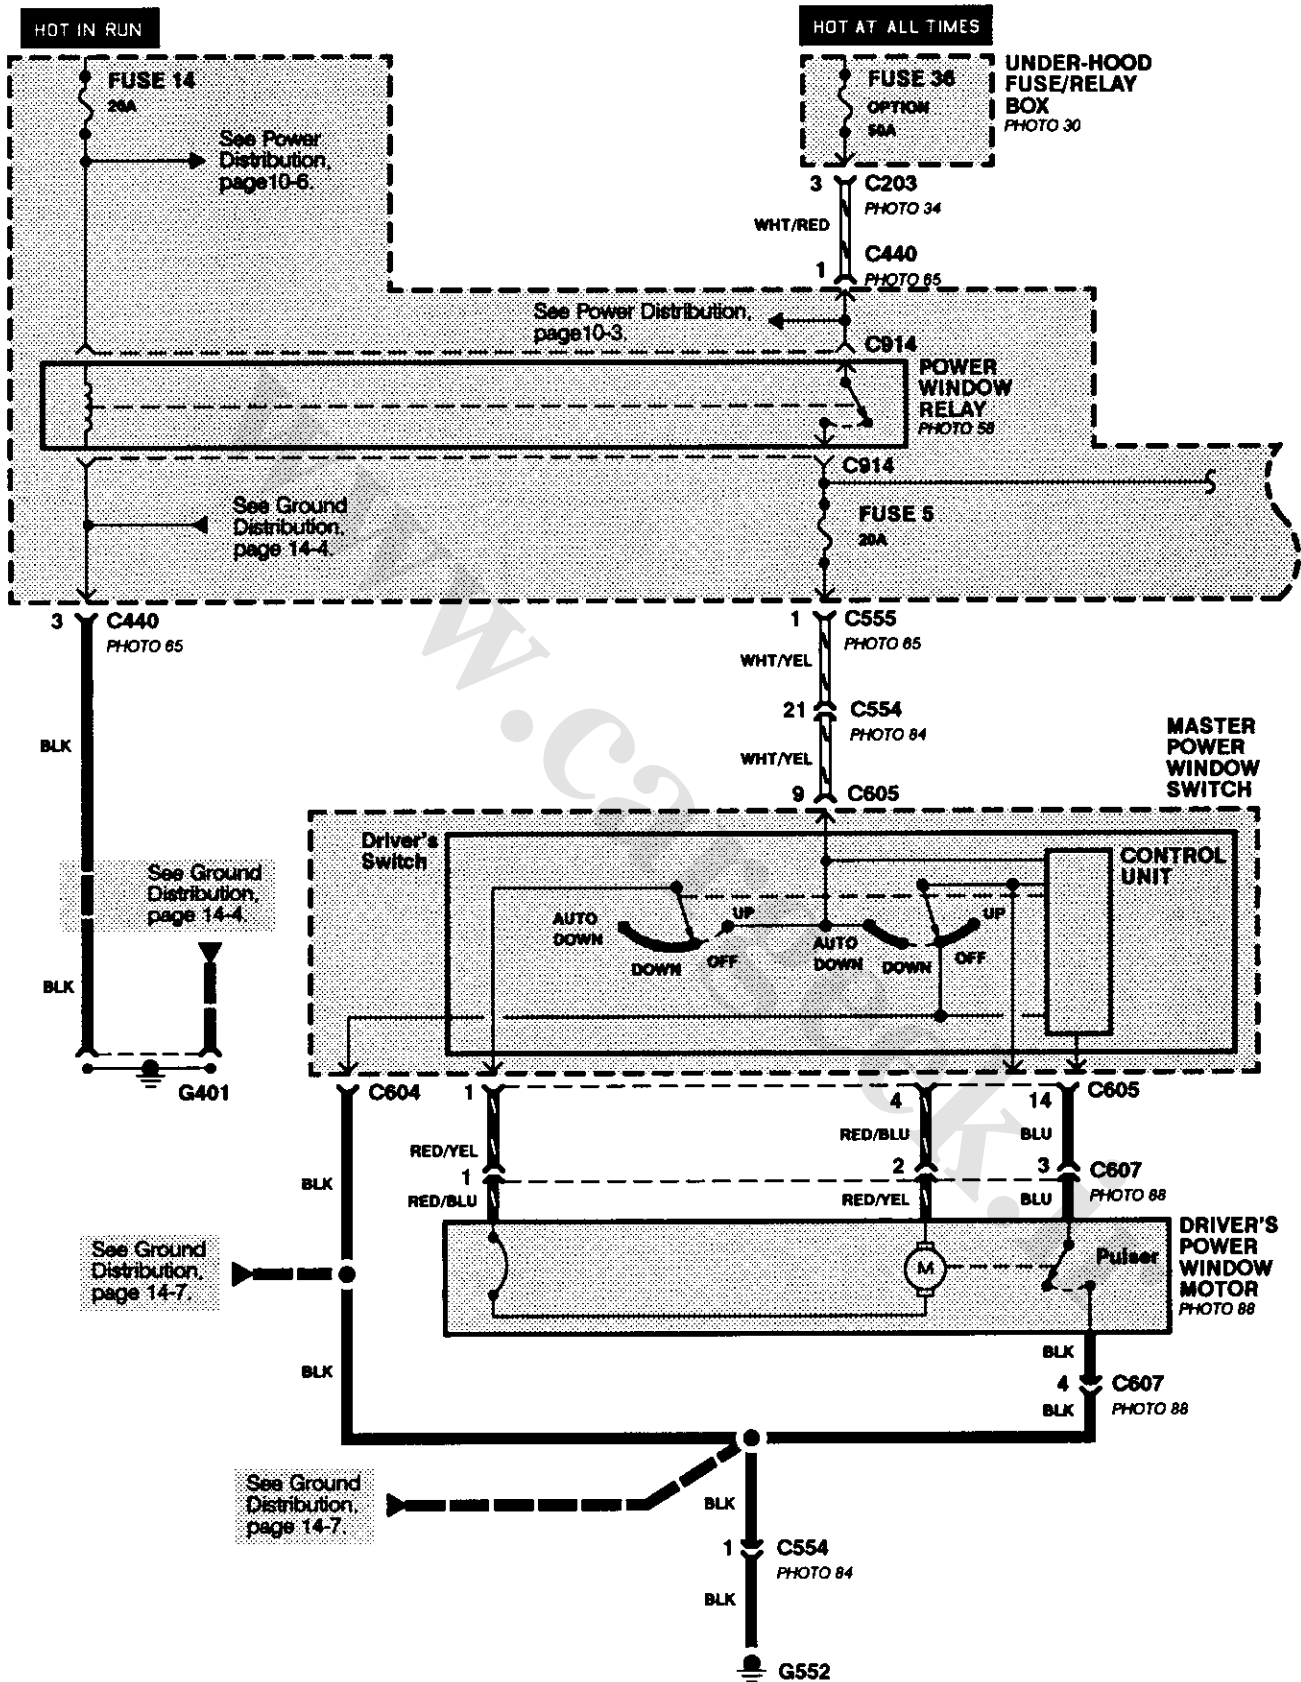 HOT IN RUN
HOT AT ALL TIMES
FUSE 14
20A
See Power
Distribution,
page10-6.
FUSE 36
OPTION
50A
UNDER-HOOD
FUSE/RELAY
BOX
PHOTO 30
3
C203
PHOTO 34
WHT/RED
C440
1
PHOTO 65
See Power Distribution,
page10-3.
C914
POWER
WINDOW
RELAY
PHOTO 58
C914
See Ground
Distribution,
page 14-4.
FUSE 5
20A
3
C440
PHOTO 65
1
C555
PHOTO 65
WHT/YEL
21
C554
PHOTO 84
BLK
WHT/YEL
9
C605
MASTER
POWER
WINDOW
SWITCH
Driver's
Switch
CONTROL
UNIT
See Ground
Distribution,
page 14-4.
AUTO
DOWN
UP
DOWN
OFF
AUTO
DOWN
UP
DOWN
OFF
BLK
G401
C604
1
4
14
C605
RED/YEL
RED/BLU
BLU
1
2
3
C607
PHOTO 88
BLK
RED/BLU
RED/YEL
BLU
See Ground
Distribution,
page 14-7.
M
Pulser
DRIVER'S
POWER
WINDOW
MOTOR
PHOTO 88
BLK
BLK
4
C607
PHOTO 88
BLK
See Ground
Distribution,
page 14-7.
BLK
1
C554
PHOTO 84
BLK
G552